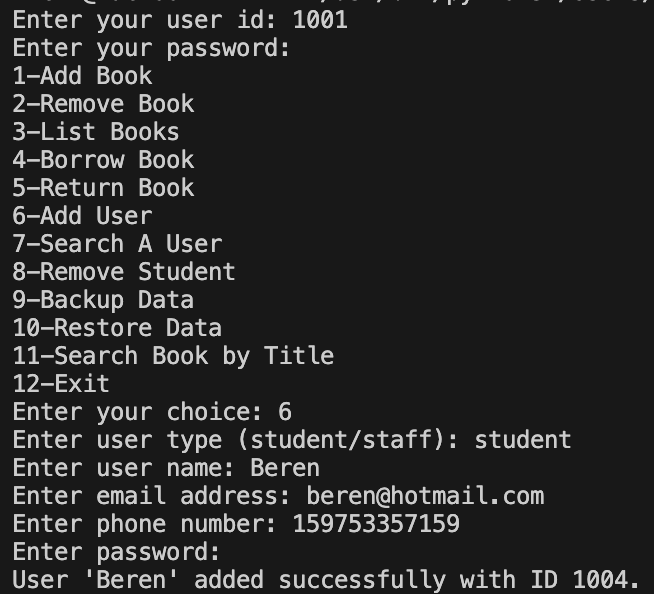 Enter your user id: 1001
Enter your password:
1-Add Book
2-Remove Book
3-List Books
4-Borrow Book
5-Return Book
6-Add User
7-Search A User
8-Remove Student
9-Backup Data
10-Restore Data
11-Search Book by Title
12-Exit
Enter your choice: 6
Enter user type (student/staff): student
Enter user name: Beren
Enter email address: beren@hotmail.com
Enter phone number: 159753357159
Enter password:
User 'Beren' added successfully with ID 1004.